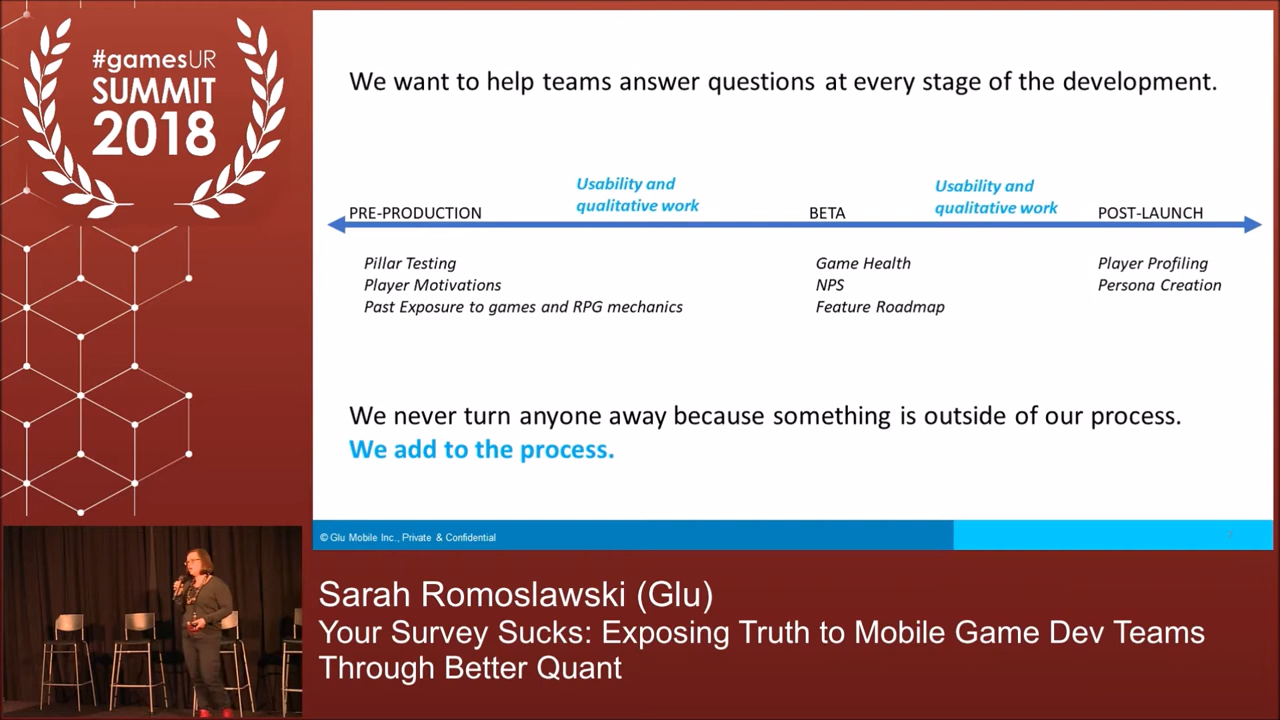 #gamesUR
SUMMIT
2018
We want to help teams answer questions at every stage of the development.
Usability and
qualitative work
Usability and
qualitative work
PRE-PRODUCTION
BETA
POST-LAUNCH
Pillar Testing
Player Motivations
Past Exposure to games and RPG mechanics
Game Health
NPS
Feature Roadmap
Player Profiling
Persona Creation
We never turn anyone away because something is outside of our process.
We add to the process.
© Glu Mobile Inc., Private & Confidential
Sarah Romoslawski (Glu)
Your Survey Sucks: Exposing Truth to Mobile Game Dev Teams
Through Better Quant